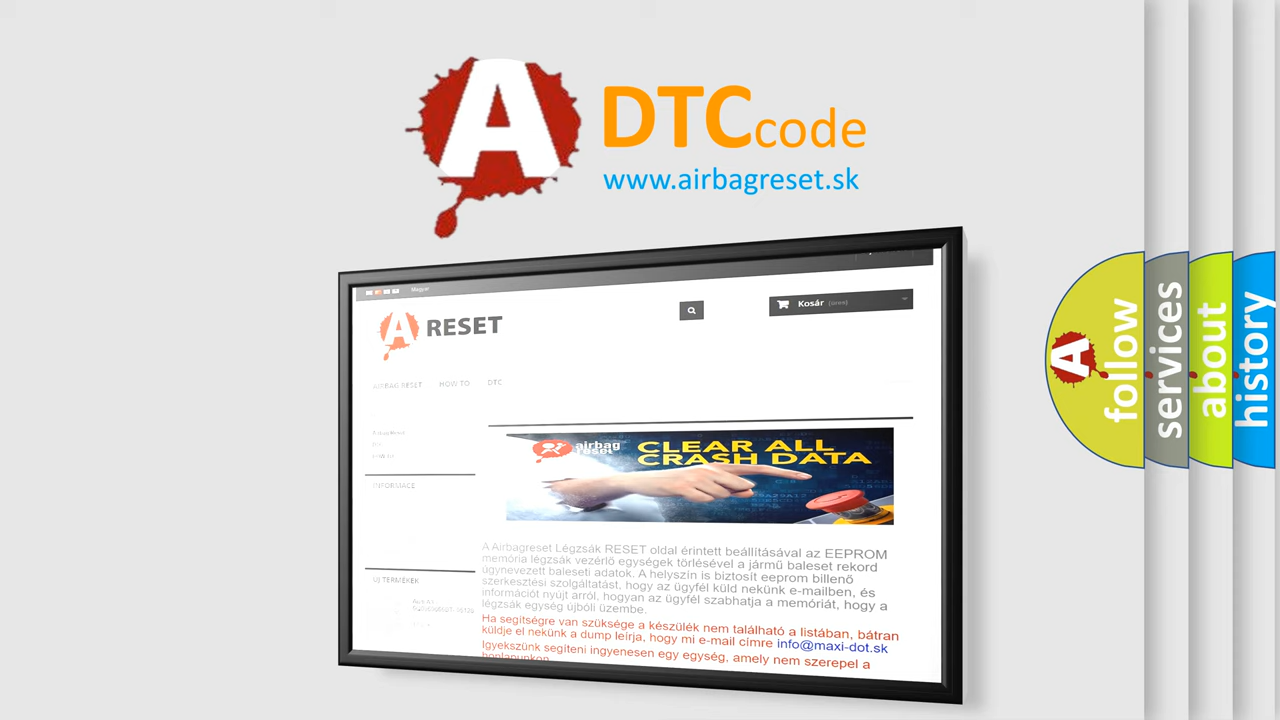 A DTCcode
www.airbagreset.sk
Magyar
A RESET
Kosár (üres)
AIRBAG RESET HOW TO DTC
INFORMACE
airbag
reset
CLEAR ALL
CRASH DATA
A Airbagreset Légzsák RESET oldal érintett beállításával az EEPROM
memória légzsák vezérlő egységek törlésével a jármű baleset rekord
úgynevezett baleseti adatok. A helyszín is biztosít eeprom billenő
szerkesztési szolgáltatást, hogy az ügyfél küld nekünk e-mailben, és
információt nyújt arról, hogyan az ügyfél szabhatja a memóriát, hogy a
légzsák egység újbóli üzembe.
Ha segítségre van szüksége a készülék nem található a listában, bátran
küldje el nekünk a dump leírja, hogy mi e-mail címre info@maxi-dot.sk
Igyekszünk segíteni ingyenesen egy egység, amely nem szerepel a
honlapunkon
ÚJ TERMÉKEK
A
follow
services
about
history